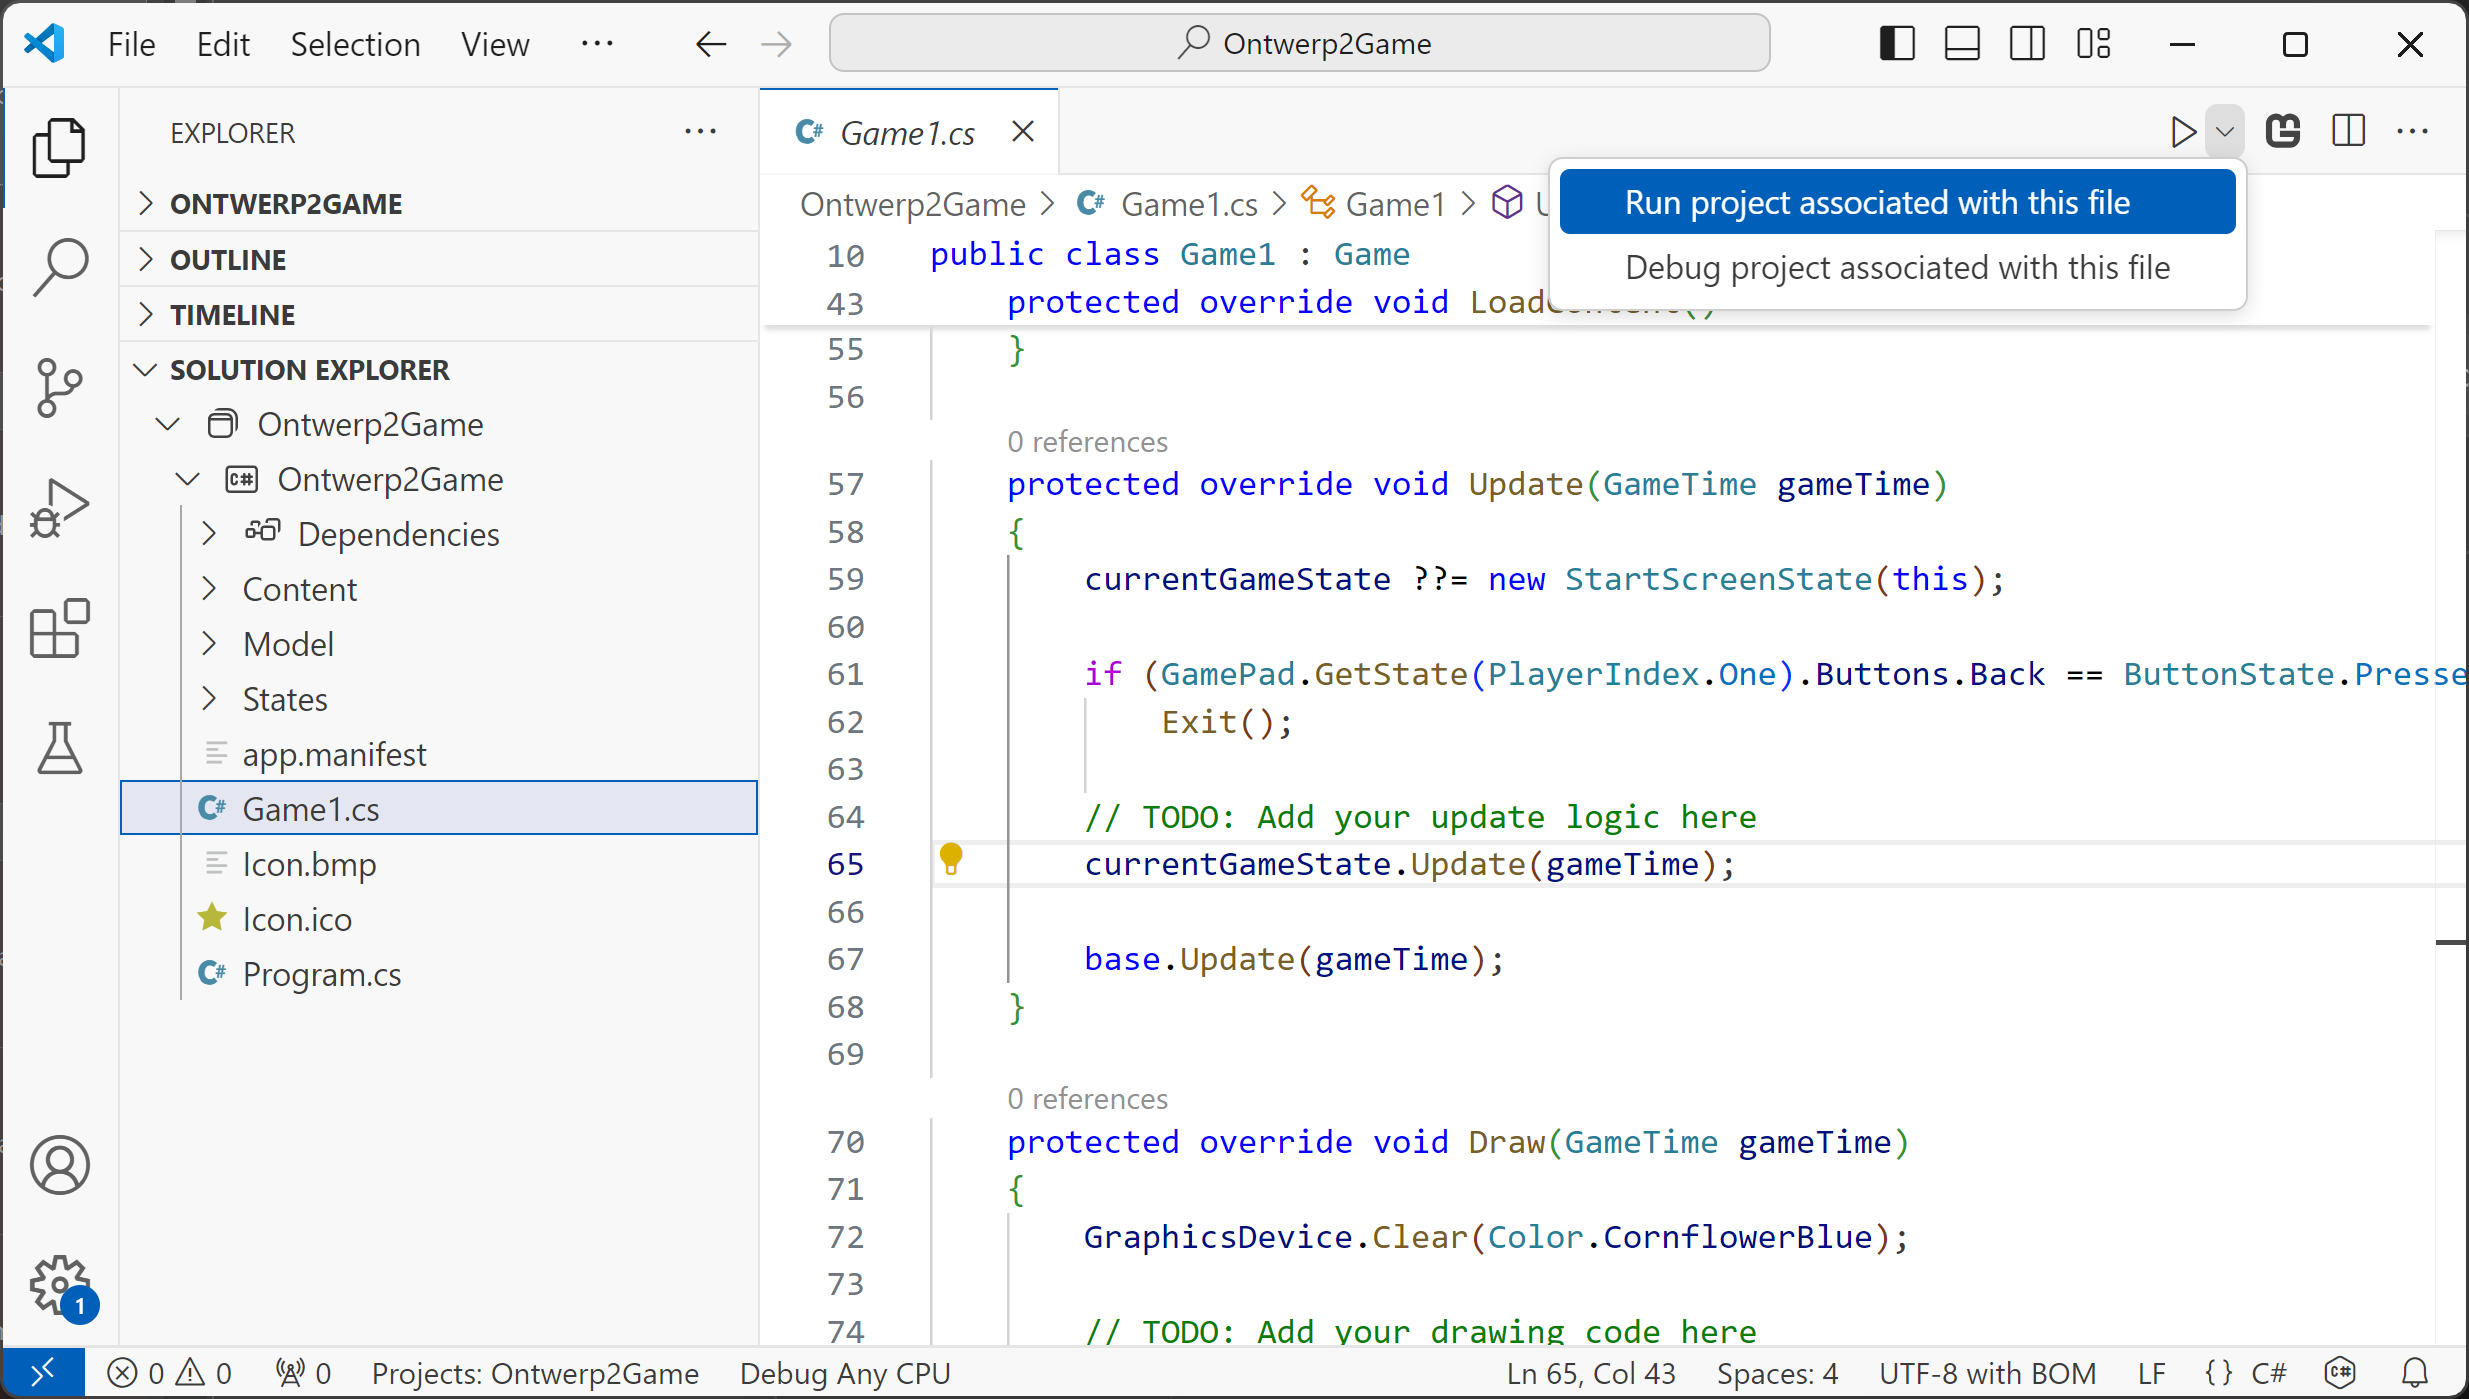 File Edit Selection View ··· Ontwerp2Game
EXPLORER ···
ONTWERP2GAME
OUTLINE
TIMELINE
SOLUTION EXPLORER
Ontwerp2Game
C# Ontwerp2Game
Dependencies
Content
Model
States
app.manifest
C# Game1.cs
Icon.bmp
Icon.ico
C# Program.cs
1
C# Game1.cs
Run project associated with this file
Debug project associated with this file
Ontwerp2Game > C# Game1.cs > Game1 >
10 public class Game1 : Game
43 protected override void LoadContent()
55 }
56
0 references
57 protected override void Update(GameTime gameTime)
58 {
59 currentGameState ??= new StartScreenState(this);
60
61 if (GamePad.GetState(PlayerIndex.One).Buttons.Back == ButtonState.Presse
62 Exit();
63
64 // TODO: Add your update logic here
65 currentGameState.Update(gameTime);
66
67 base.Update(gameTime);
68 }
69
0 references
70 protected override void Draw(GameTime gameTime)
71 {
72 GraphicsDevice.Clear(Color.CornflowerBlue);
73
74 // TODO: Add your drawing code here
0 0 0 Projects: Ontwerp2Game Debug Any CPU Ln 65, Col 43 Spaces: 4 UTF-8 with BOM LF {} C# C#